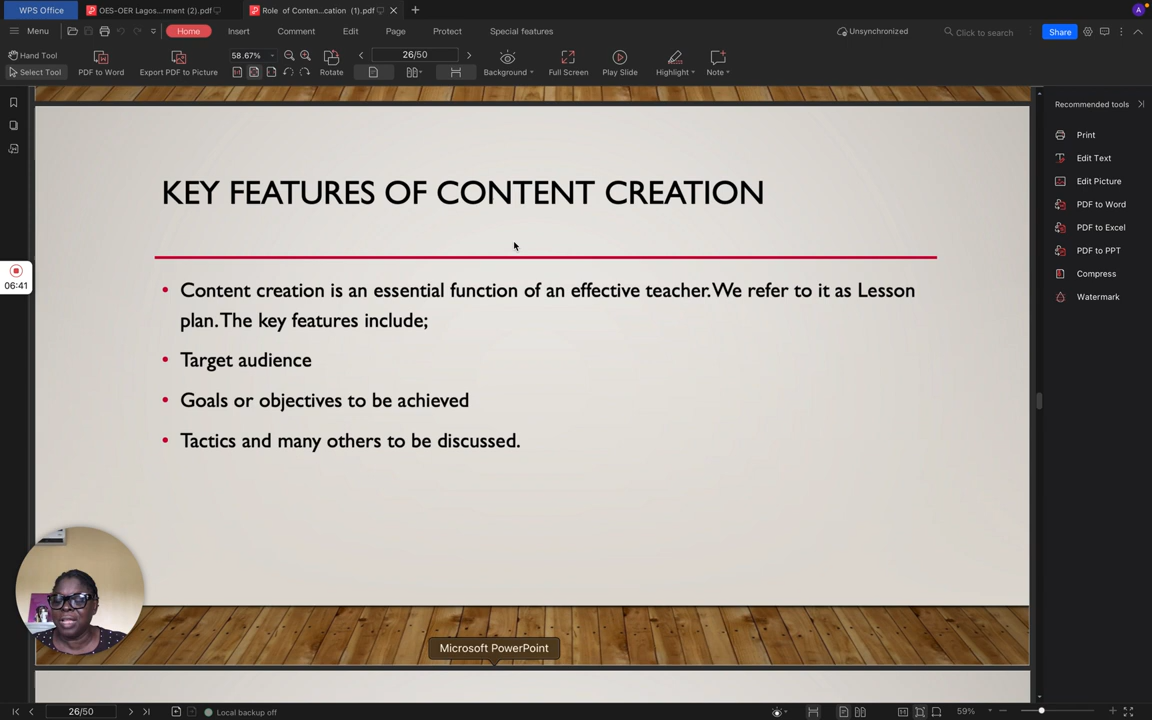 WPS Office
OES-OER Lagos...rment (2).pdf
Role of Conten...cation (1).pdf
A
Menu
Home
Insert
Comment
Edit
Page
Protect
Special features
Unsynchronized
Click to search
Share
Hand Tool
Select Tool
PDF to Word
Export PDF to Picture
58.67%
Rotate
26/50
Background
Full Screen
Play Slide
Highlight
Note
Recommended tools
Print
Edit Text
Edit Picture
PDF to Word
PDF to Excel
PDF to PPT
Compress
Watermark
06:41
KEY FEATURES OF CONTENT CREATION
• Content creation is an essential function of an effective teacher.We refer to it as Lesson
plan.The key features include;
• Target audience
• Goals or objectives to be achieved
• Tactics and many others to be discussed.
Microsoft PowerPoint
26/50
Local backup off
59%